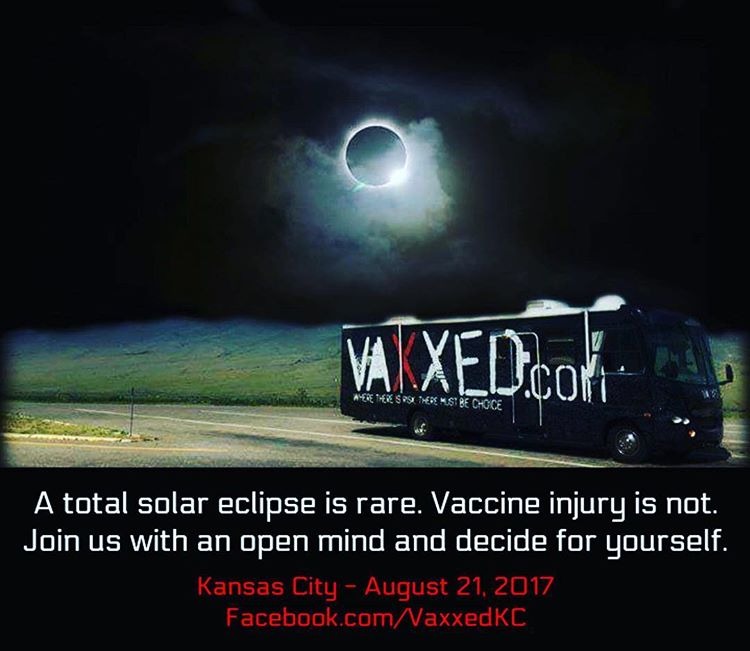 VAXXED.com
WHERE THERE IS RISK THERE MUST BE CHOICE
A total solar eclipse is rare. Vaccine injury is not.
Join us with an open mind and decide for yourself.
Kansas City - August 21, 2017
Facebook.com/VaxxedKC